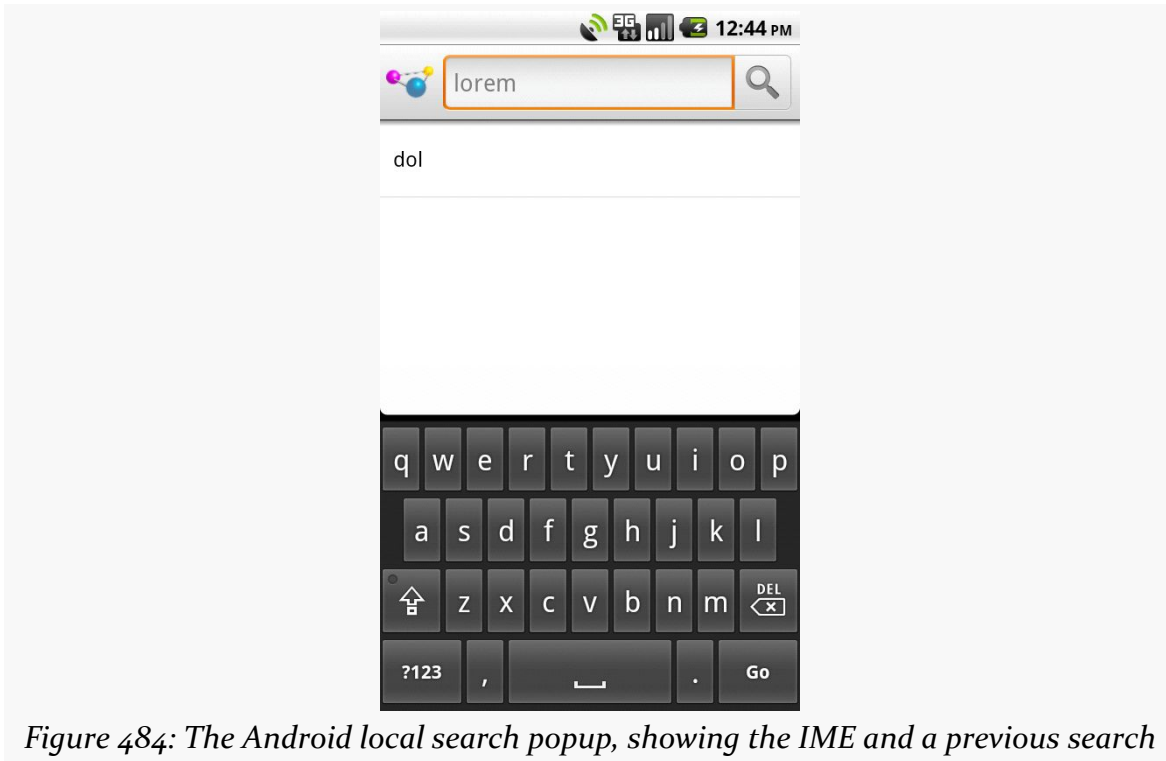 3G 12:44 PM
lorem
dol
q w e r t y u i o p
a s d f g h j k l
z x c v b n m DEL
?123 , . Go
Figure 484: The Android local search popup, showing the IME and a previous search